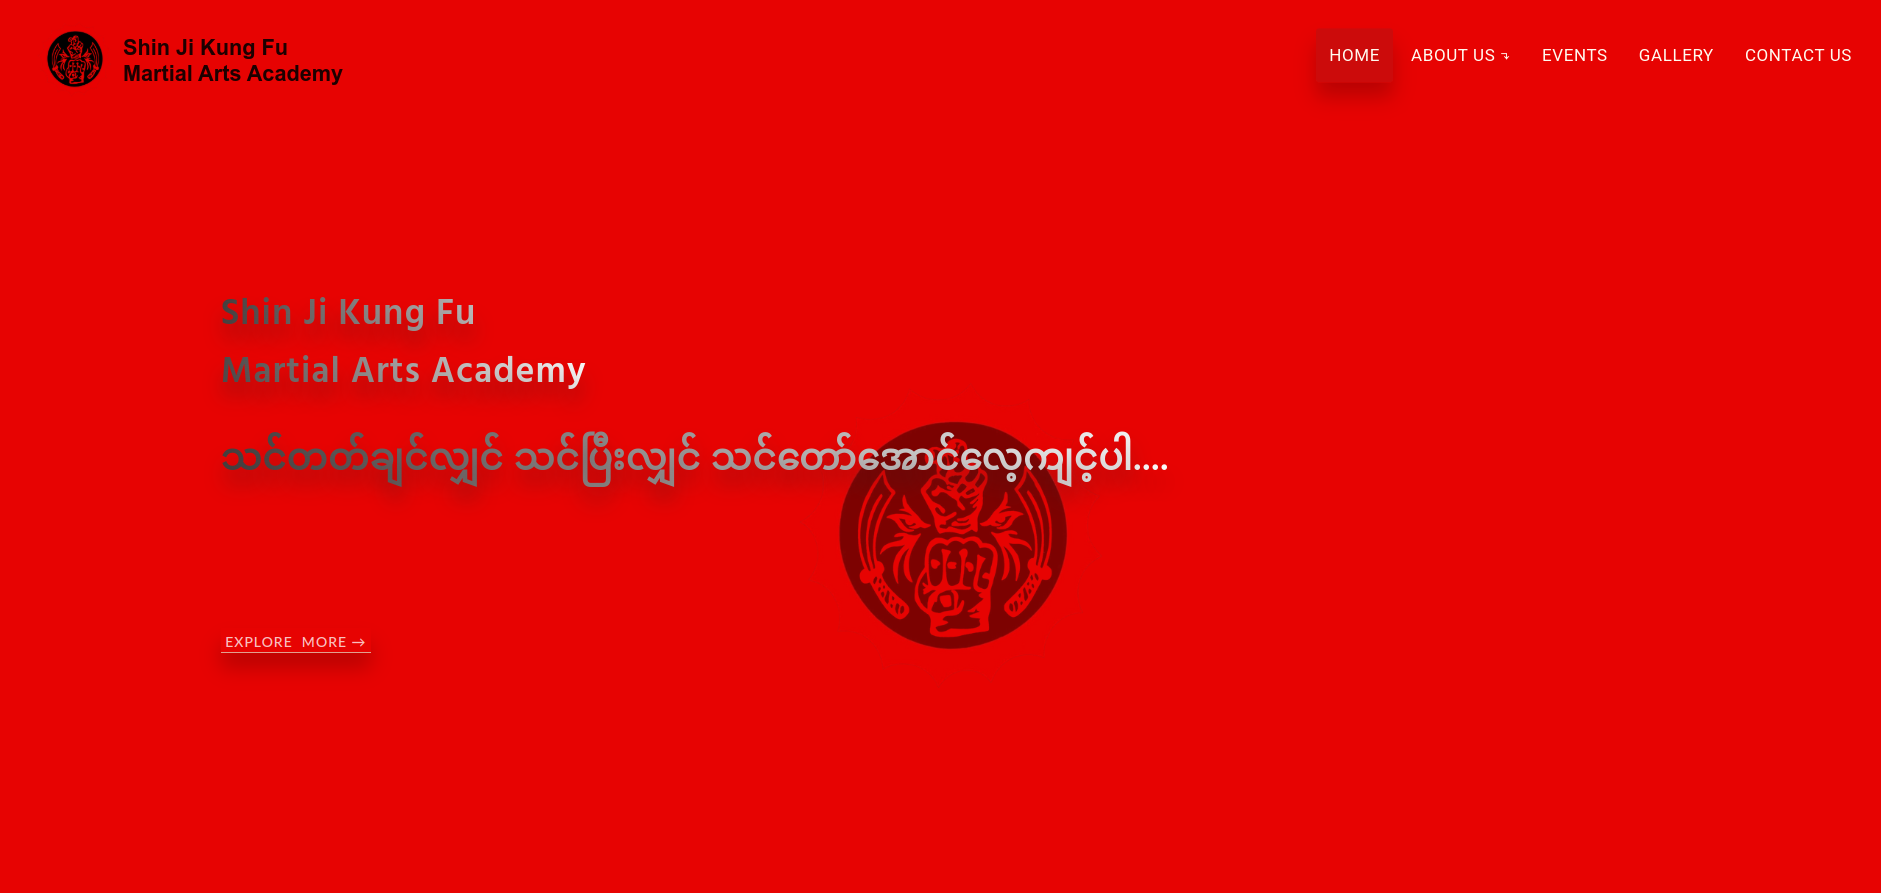 Shin Ji Kung Fu
Martial Arts Academy
HOME
ABOUT US
EVENTS
GALLERY
CONTACT US
Shin Ji Kung Fu
Martial Arts Academy
သင်တတ်ချင်လျှင် သင်ပြီးလျှင် သင်တော်အောင်လေ့ကျင့်ပါ....
EXPLORE MORE →